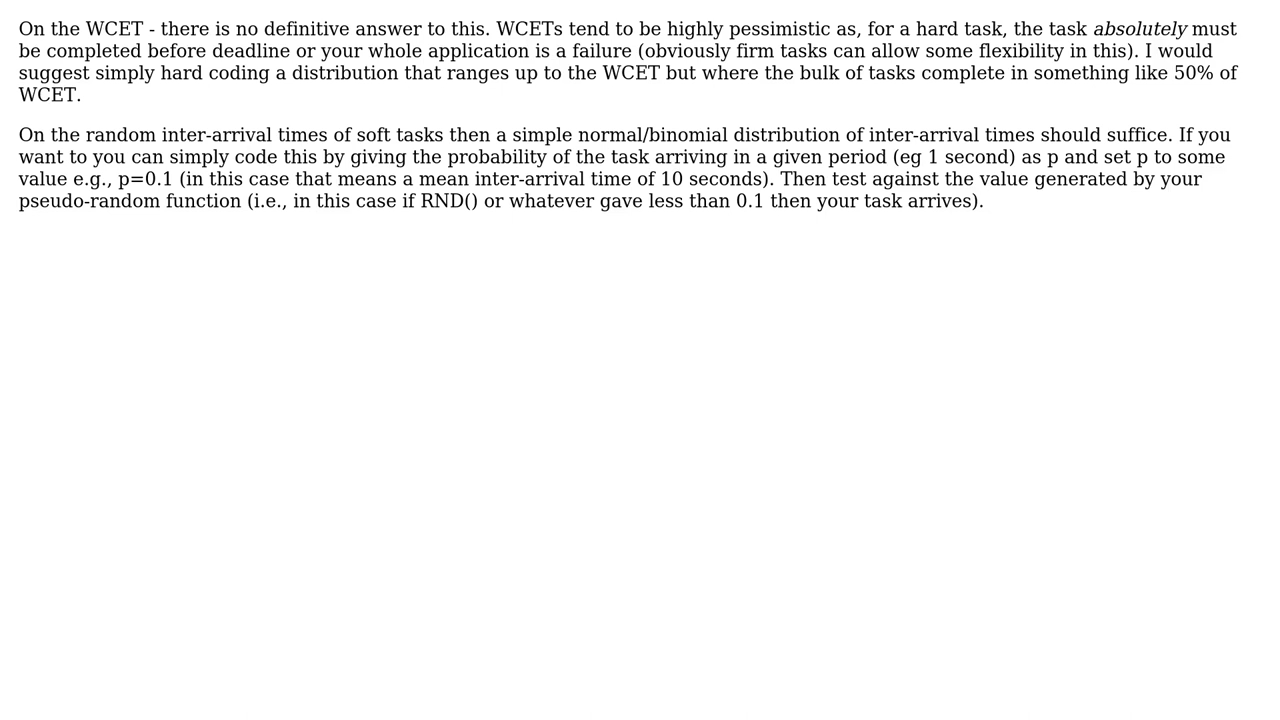 On the WCET - there is no definitive answer to this. WCETs tend to be highly pessimistic as, for a hard task, the task absolutely must
be completed before deadline or your whole application is a failure (obviously firm tasks can allow some flexibility in this). I would
suggest simply hard coding a distribution that ranges up to the WCET but where the bulk of tasks complete in something like 50% of
WCET.
On the random inter-arrival times of soft tasks then a simple normal/binomial distribution of inter-arrival times should suffice. If you
want to you can simply code this by giving the probability of the task arriving in a given period (eg 1 second) as p and set p to some
value e.g., p=0.1 (in this case that means a mean inter-arrival time of 10 seconds). Then test against the value generated by your
pseudo-random function (i.e., in this case if RND() or whatever gave less than 0.1 then your task arrives).